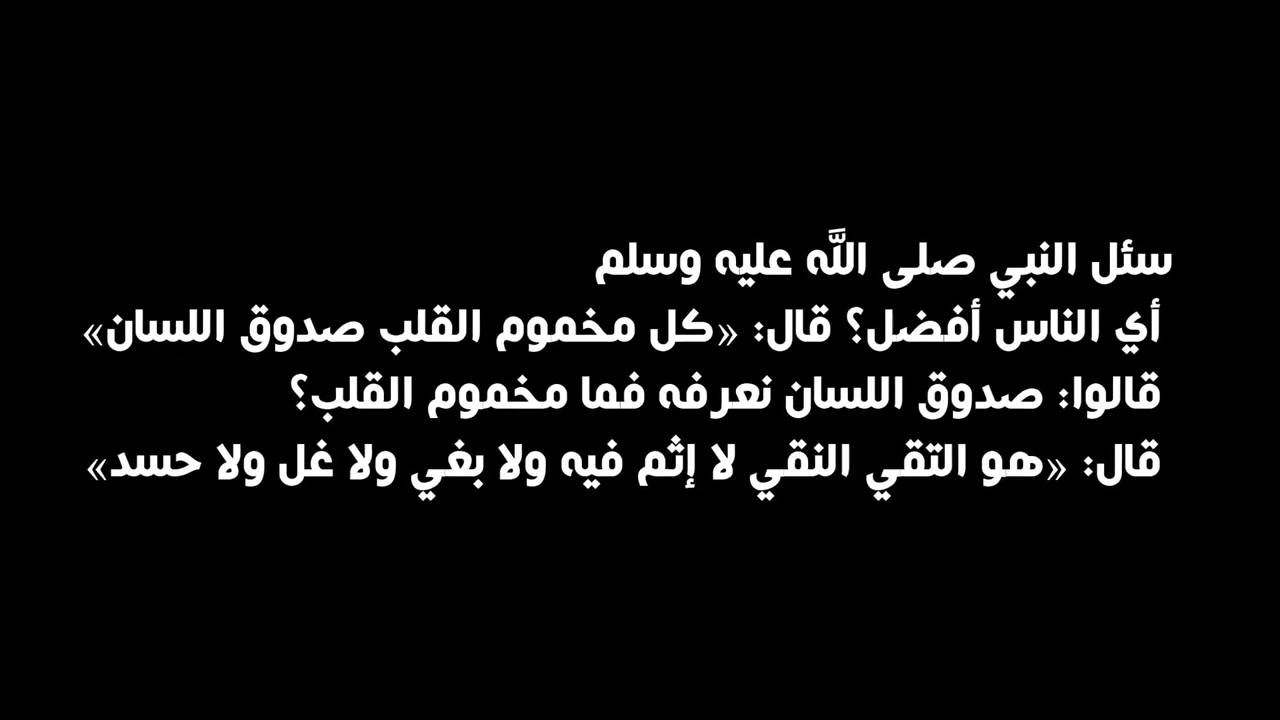 سئل النبي صلى اللَّه عليه وسلم
أي الناس أفضل؟ قال: «كل مخموم القلب صدوق اللسان»
قالوا: صدوق اللسان نعرفه فما مخموم القلب؟
قال: «هو التقي النقي لا إثم فيه ولا بغي ولا غل ولا حسد»